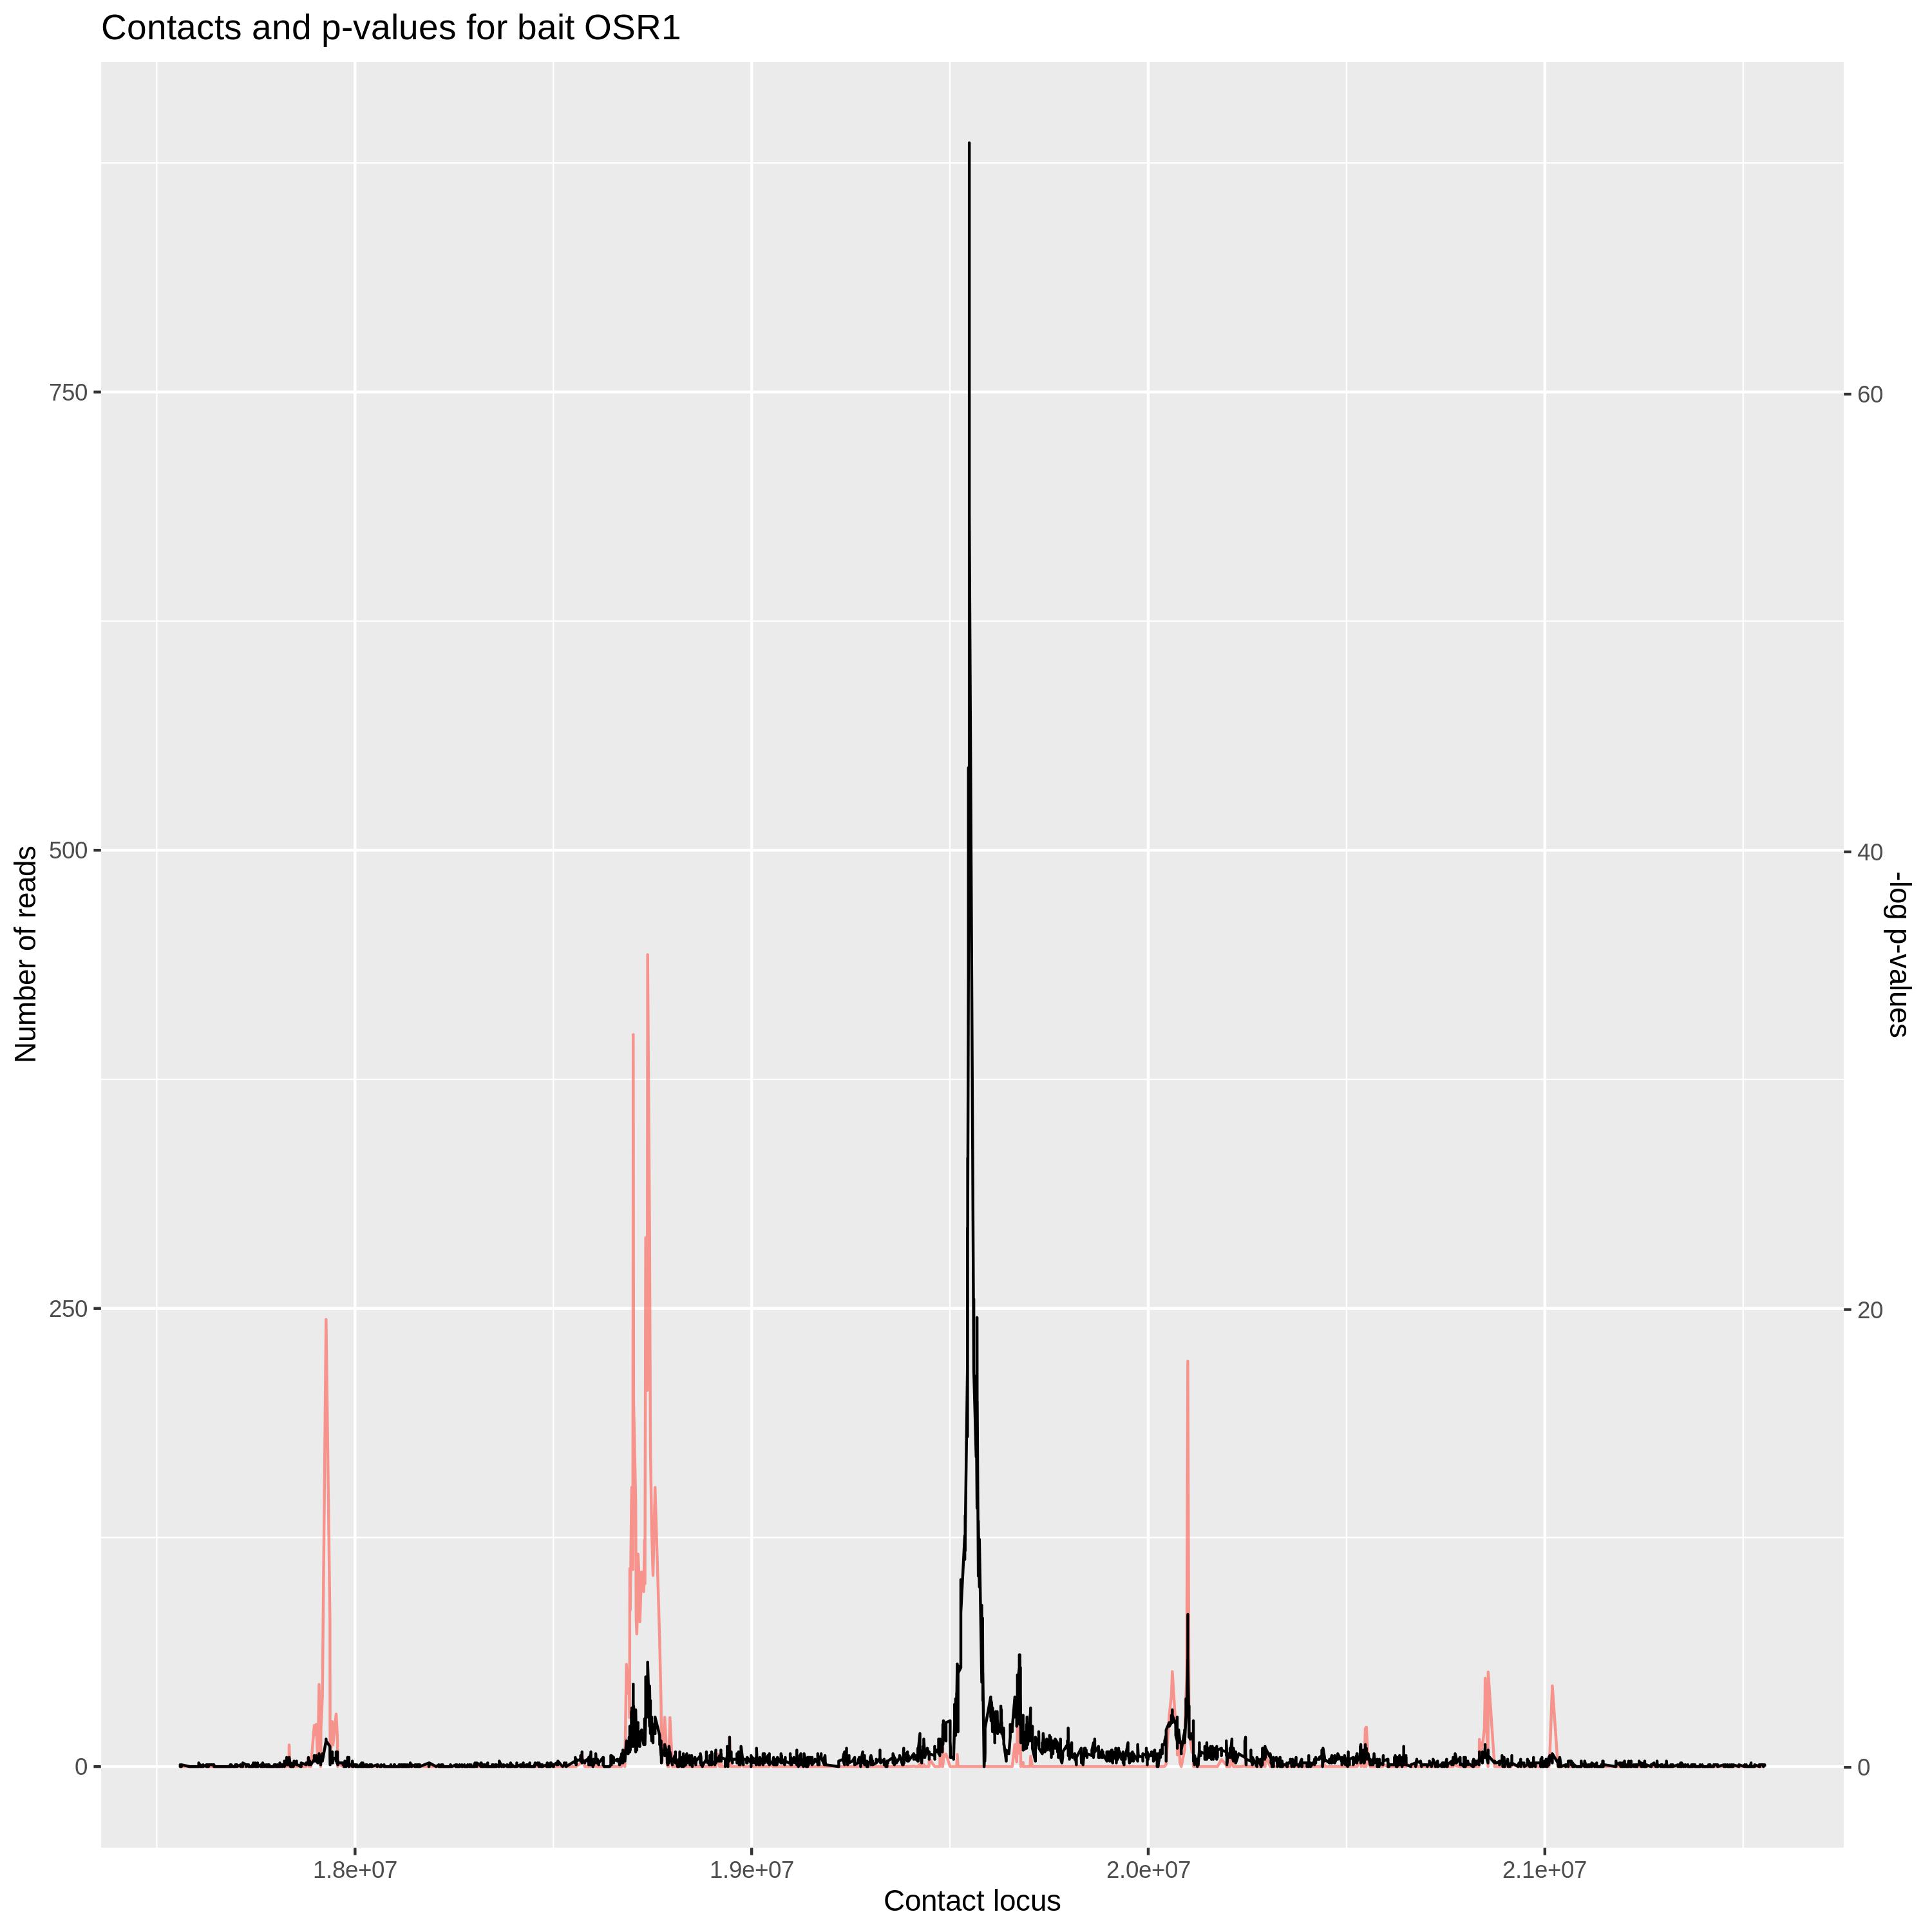 Contacts and p-values for bait OSR1
Number of reads
750
500
250
0
60
40
20
0
-log p-values
1.8e+07
1.9e+07
2.0e+07
2.1e+07
Contact locus